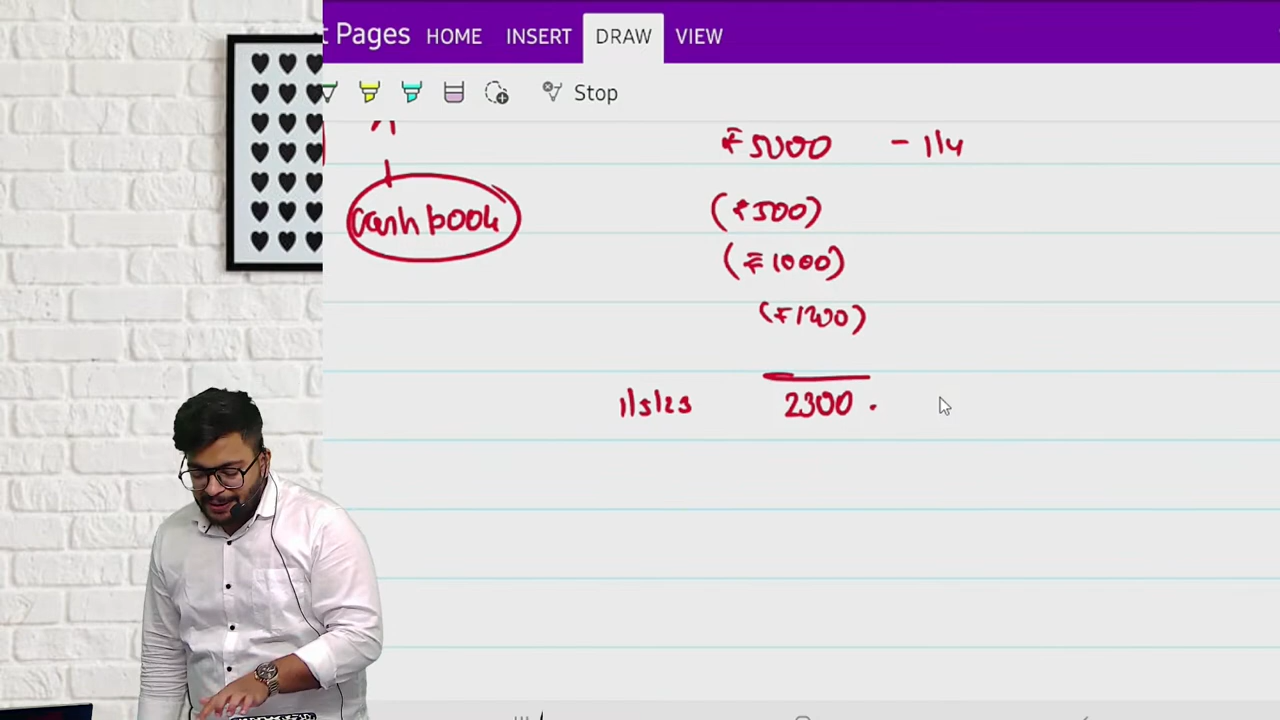 t Pages HOME INSERT DRAW VIEW
Stop
₹5000 - 1/4
cash book
(₹500)
(₹1000)
(₹1200)
1/5/23 2300.